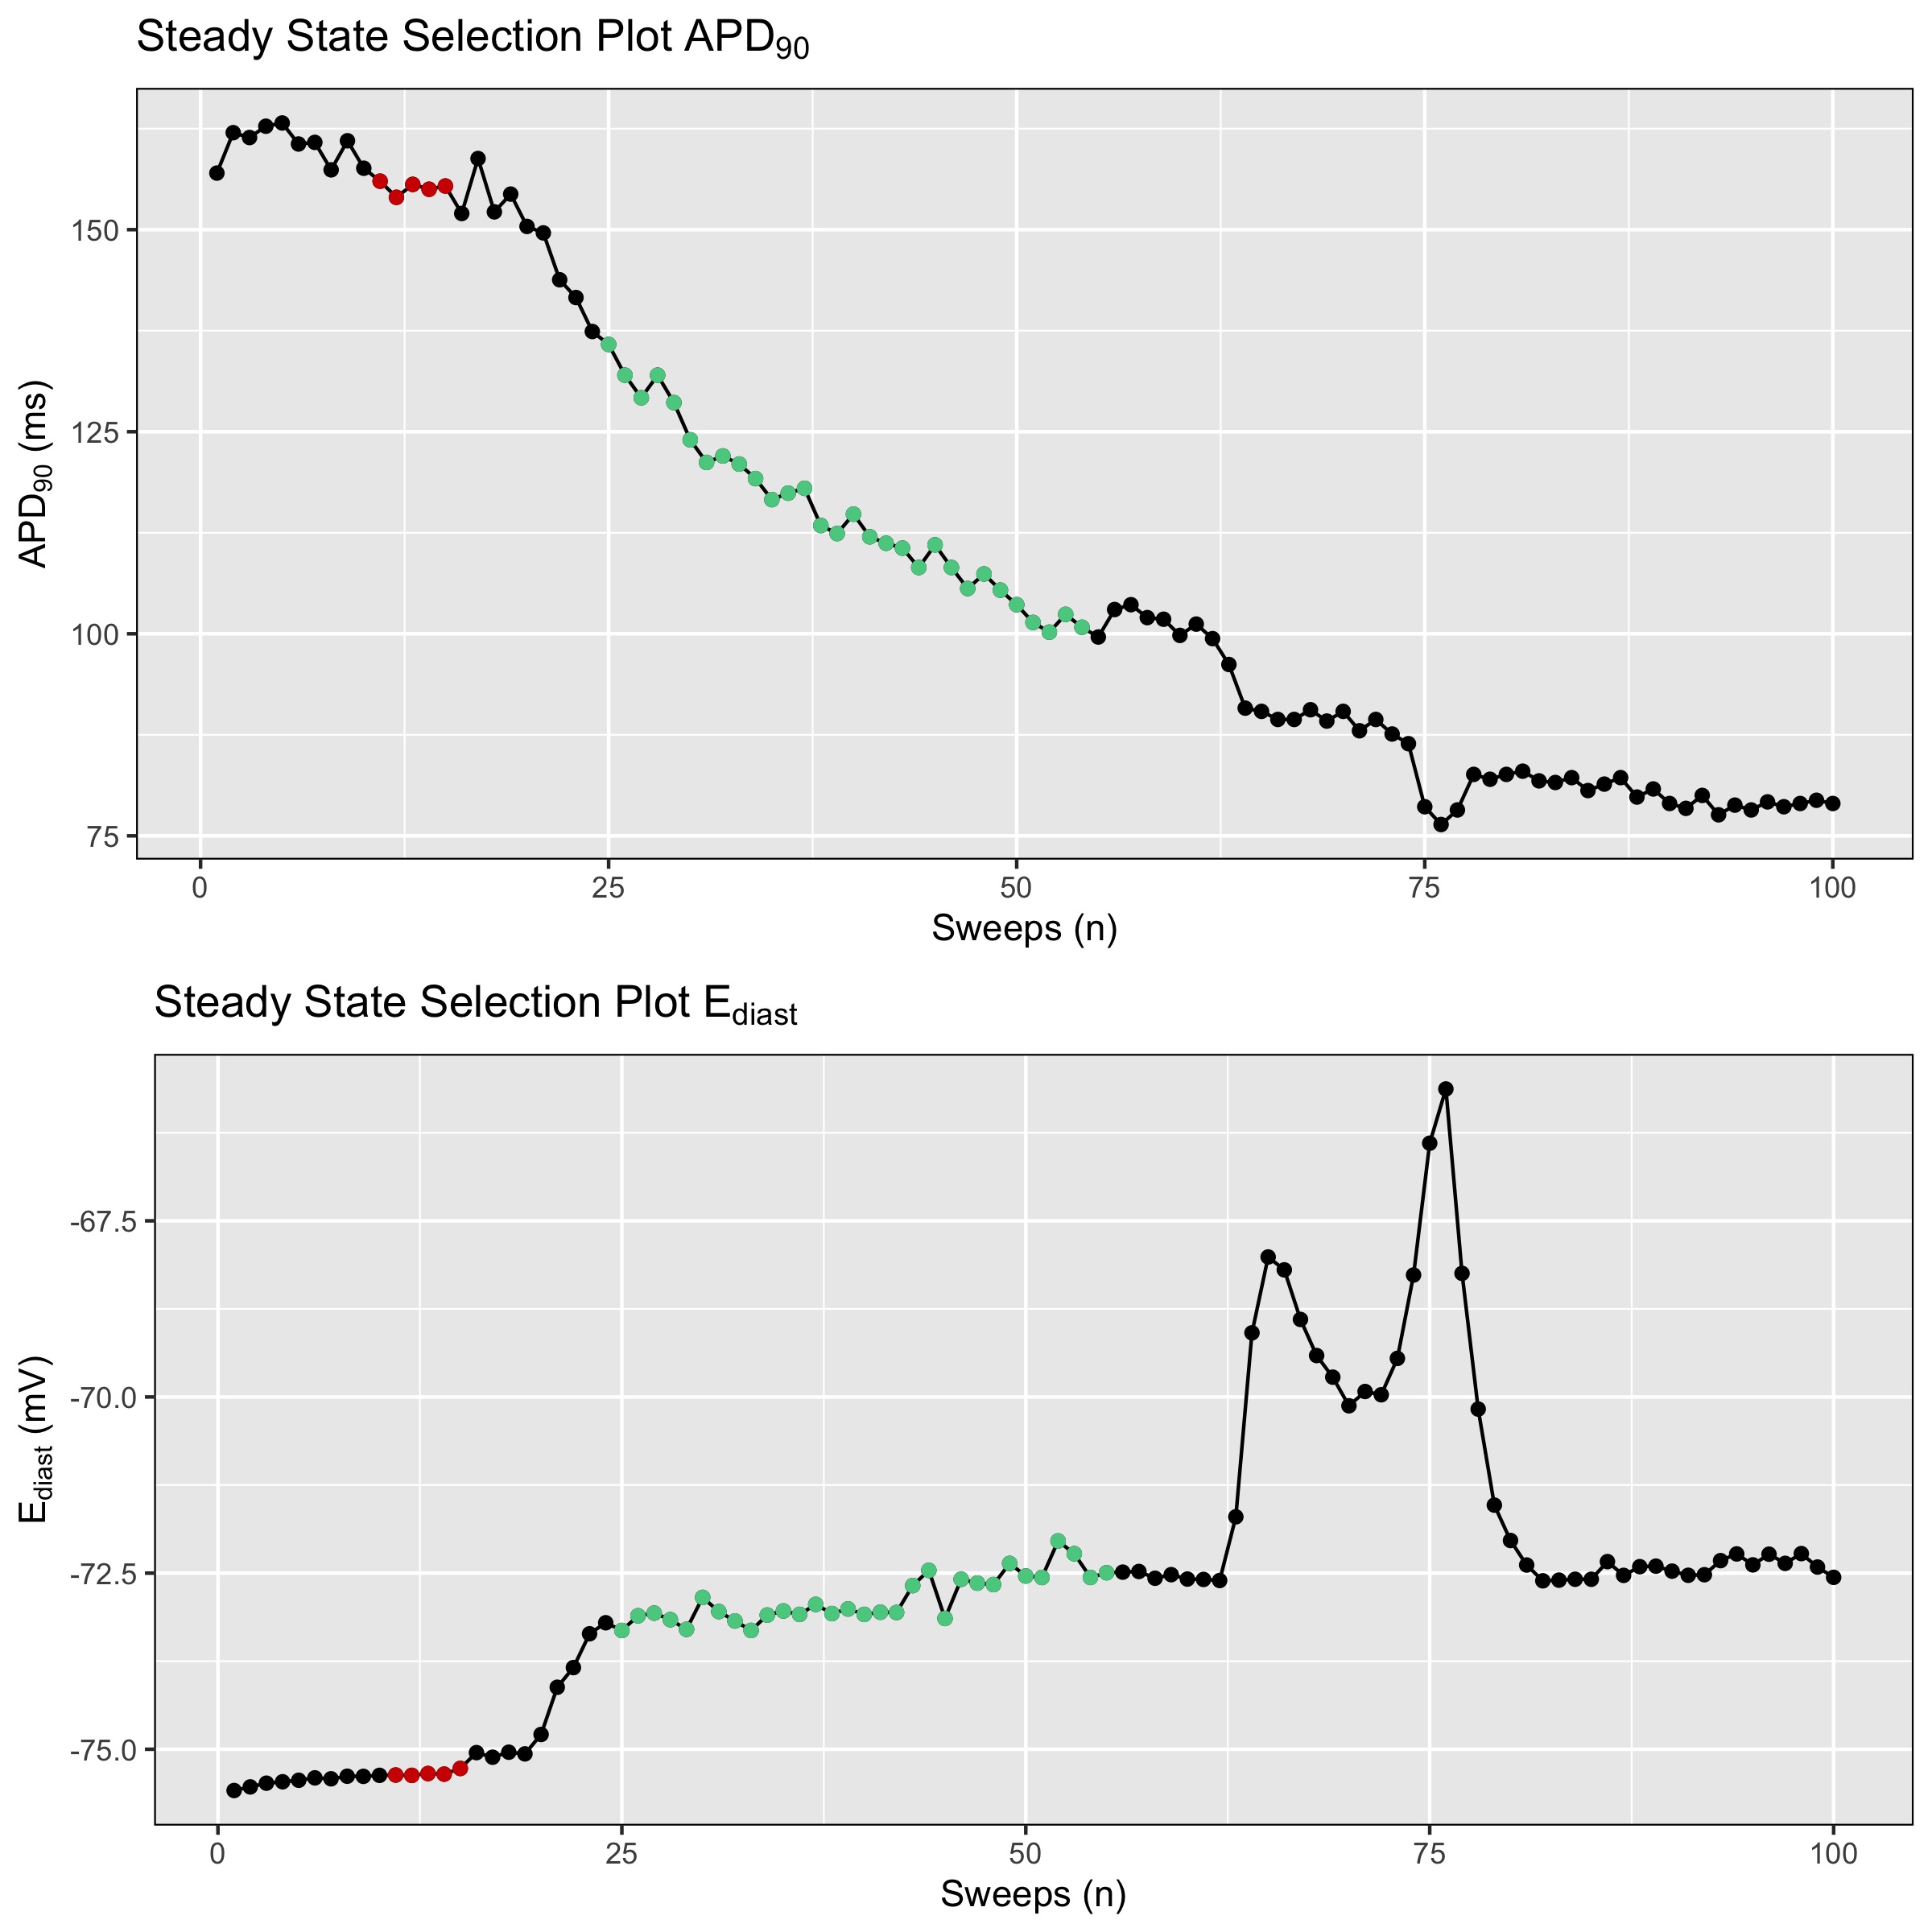 Steady State Selection Plot APD90
APD90 (ms)
150
125
100
75
0 25 50 75 100
Sweeps (n)
Steady State Selection Plot Ediast
Ediast (mV)
-67.5
-70.0
-72.5
-75.0
0 25 50 75 100
Sweeps (n)